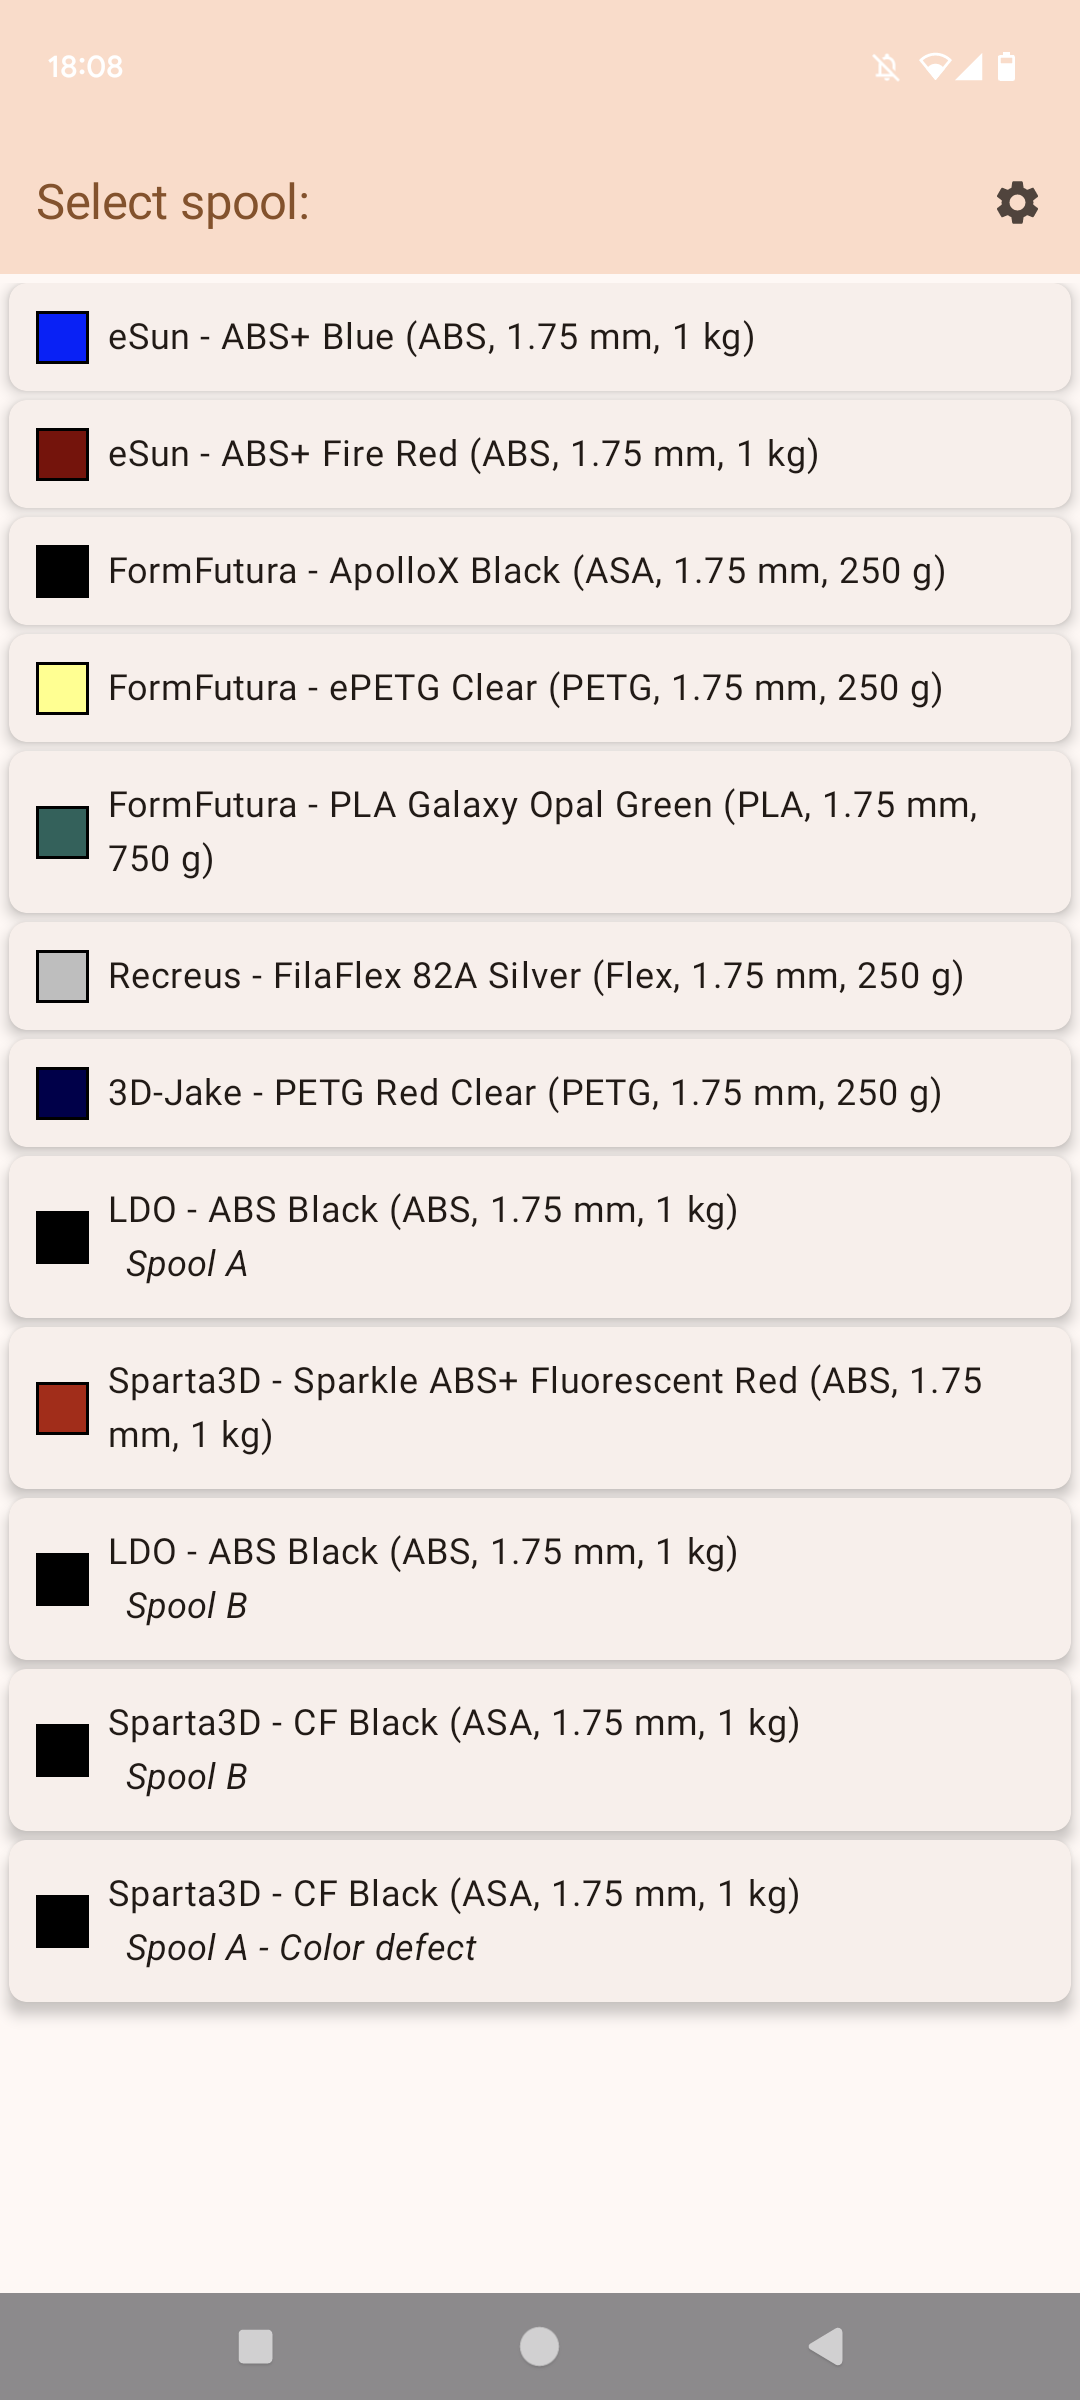 18:08
Select spool:
eSun - ABS+ Blue (ABS, 1.75 mm, 1 kg)
eSun - ABS+ Fire Red (ABS, 1.75 mm, 1 kg)
FormFutura - ApolloX Black (ASA, 1.75 mm, 250 g)
FormFutura - ePETG Clear (PETG, 1.75 mm, 250 g)
FormFutura - PLA Galaxy Opal Green (PLA, 1.75 mm,
750 g)
Recreus - FilaFlex 82A Silver (Flex, 1.75 mm, 250 g)
3D-Jake - PETG Red Clear (PETG, 1.75 mm, 250 g)
LDO - ABS Black (ABS, 1.75 mm, 1 kg)
Spool A
Sparta3D - Sparkle ABS+ Fluorescent Red (ABS, 1.75
mm, 1 kg)
LDO - ABS Black (ABS, 1.75 mm, 1 kg)
Spool B
Sparta3D - CF Black (ASA, 1.75 mm, 1 kg)
Spool B
Sparta3D - CF Black (ASA, 1.75 mm, 1 kg)
Spool A - Color defect